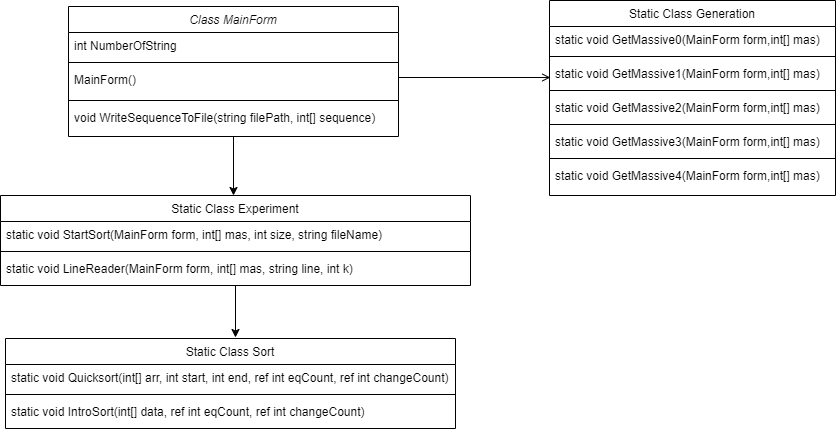 Class MainForm
int NumberOfString
MainForm()
void WriteSequenceToFile(string filePath, int[] sequence)
Static Class Generation
static void GetMassive0(MainForm form,int[] mas)
static void GetMassive1(MainForm form,int[] mas)
static void GetMassive2(MainForm form,int[] mas)
static void GetMassive3(MainForm form,int[] mas)
static void GetMassive4(MainForm form,int[] mas)
Static Class Experiment
static void StartSort(MainForm form, int[] mas, int size, string fileName)
static void LineReader(MainForm form, int[] mas, string line, int k)
Static Class Sort
static void Quicksort(int[] arr, int start, int end, ref int eqCount, ref int changeCount)
static void IntroSort(int[] data, ref int eqCount, ref int changeCount)